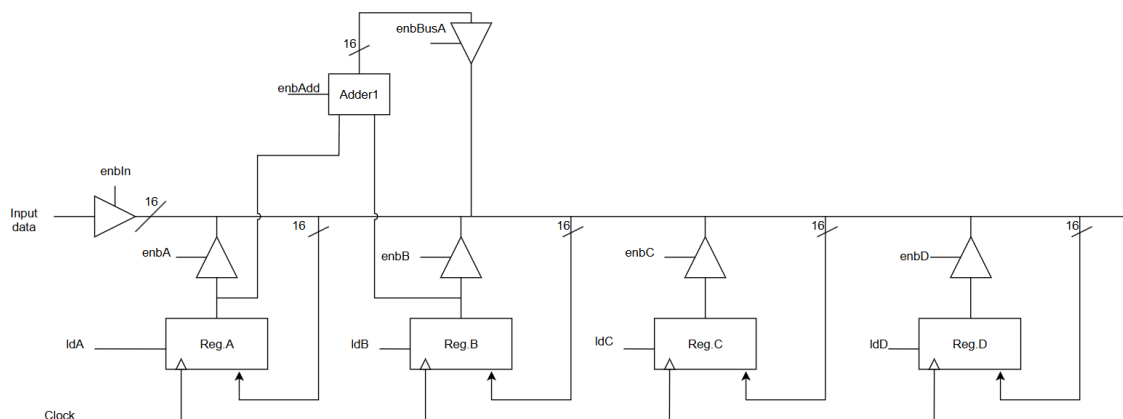 enbBusA
16
enbAdd
Adder1
enbIn
16
Input
data
16
16
16
16
enbA
enbB
enbC
enbD
ldA
Reg.A
ldB
Reg.B
ldC
Reg.C
ldD
Reg.D
Clock